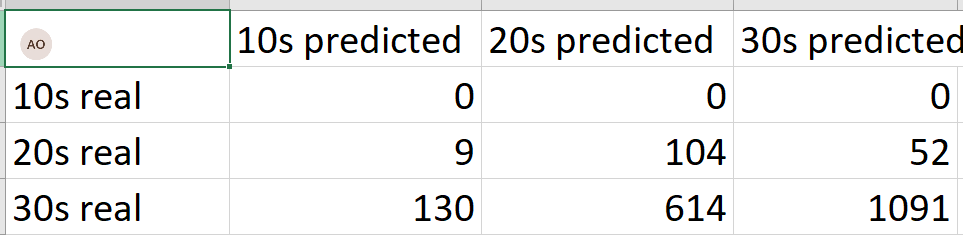 AO 10s predicted 20s predicted 30s predicted
10s real 0 0 0
20s real 9 104 52
30s real 130 614 1091